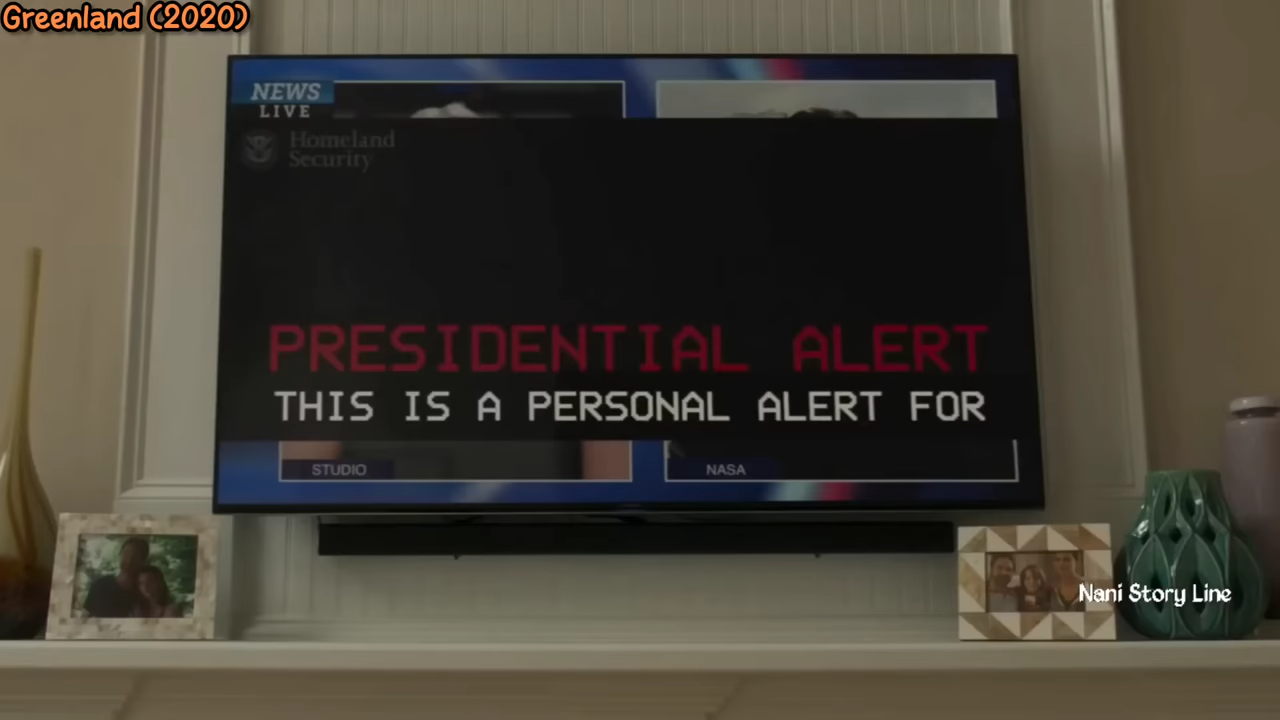 Greenland (2020)
NEWS
LIVE
Homeland
Security
PRESIDENTIAL ALERT
THIS IS A PERSONAL ALERT FOR
STUDIO
NASA
Nani Story Line